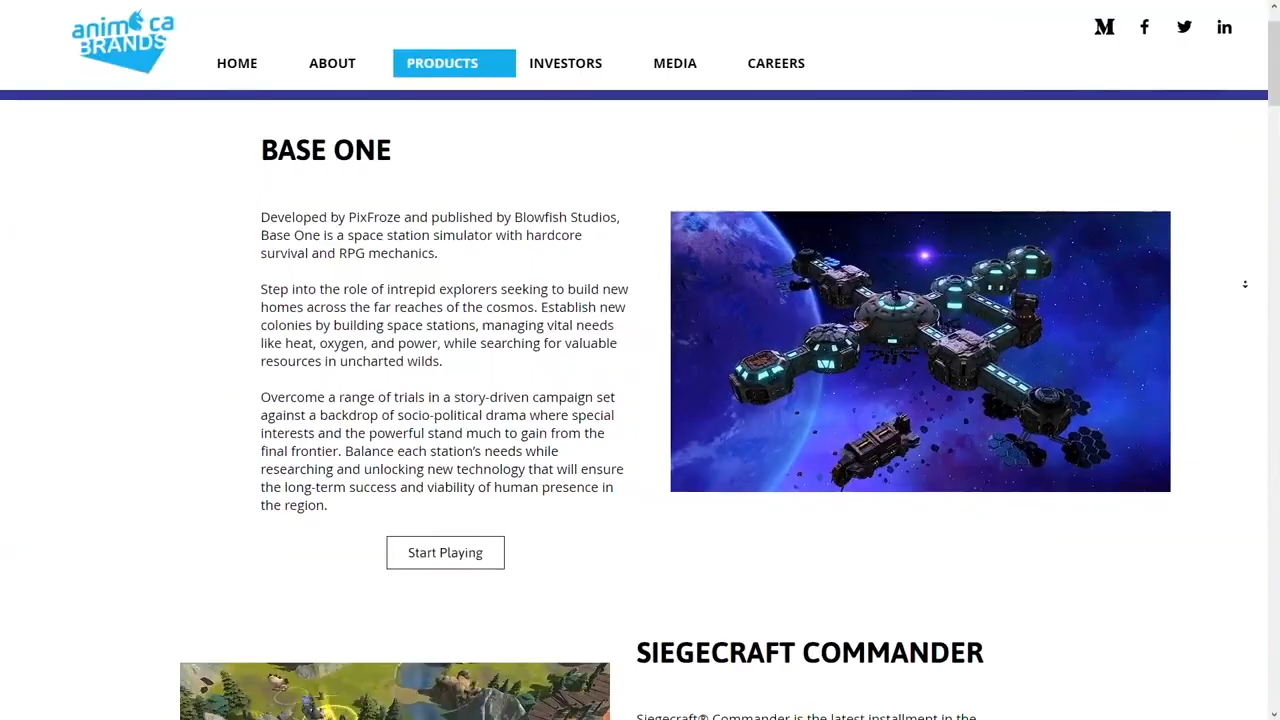 anim ca
BRANDS
HOME ABOUT PRODUCTS INVESTORS MEDIA CAREERS
BASE ONE
Developed by PixFroze and published by Blowfish Studios,
Base One is a space station simulator with hardcore
survival and RPG mechanics.
Step into the role of intrepid explorers seeking to build new
homes across the far reaches of the cosmos. Establish new
colonies by building space stations, managing vital needs
like heat, oxygen, and power, while searching for valuable
resources in uncharted wilds.
Overcome a range of trials in a story-driven campaign set
against a backdrop of socio-political drama where special
interests and the powerful stand much to gain from the
final frontier. Balance each station’s needs while
researching and unlocking new technology that will ensure
the long-term success and viability of human presence in
the region.
Start Playing
SIEGECRAFT COMMANDER
Siegecraft® Commander is the latest installment in the